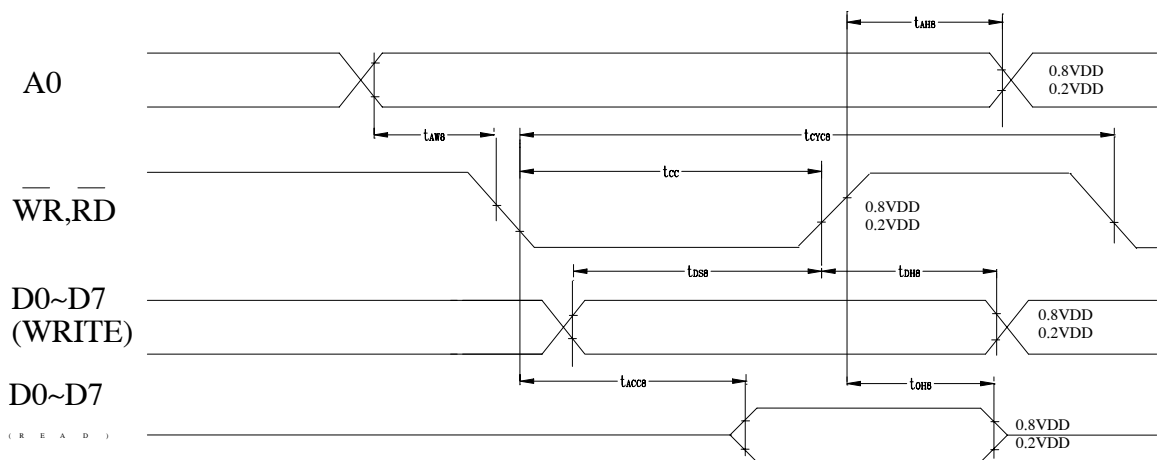 tAH8
A0
0.8VDD
0.2VDD
tAW8
tCYC8
tCC
WR,RD
0.8VDD
0.2VDD
tDS8
tDH8
D0~D7
(WRITE)
0.8VDD
0.2VDD
tACC8
tOH8
D0~D7
(READ)
0.8VDD
0.2VDD